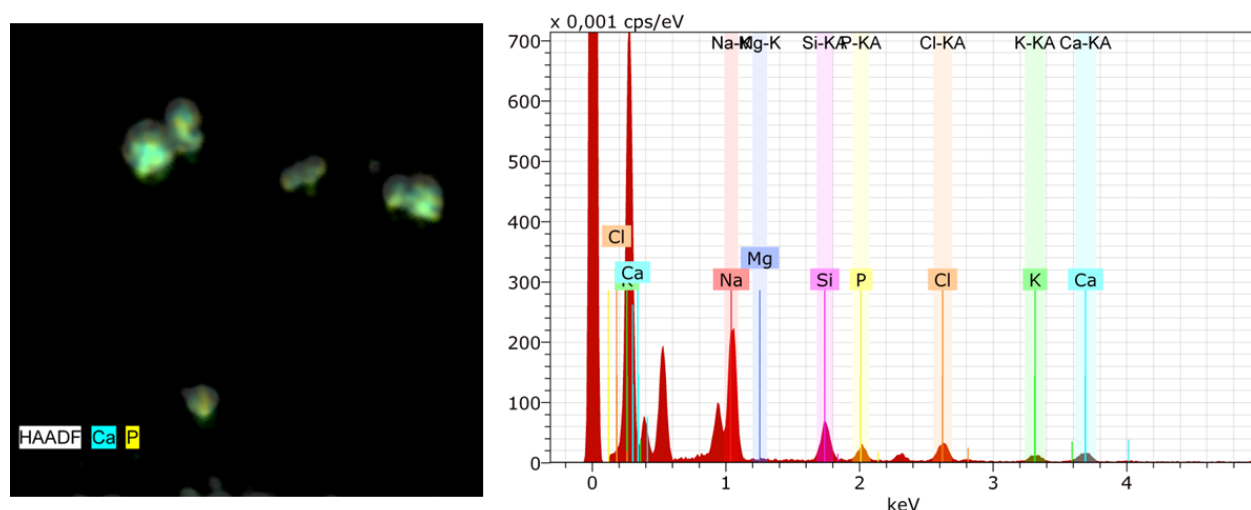 HAADF Ca P
x 0,001 cps/eV
700
600
500
400
300
200
100
0
Na-K Mg-K Si-KA P-KA Cl-KA K-KA Ca-KA
Cl
Ca
K
Na
Mg
Si
P
Cl
K
Ca
0 1 2 3 4
keV